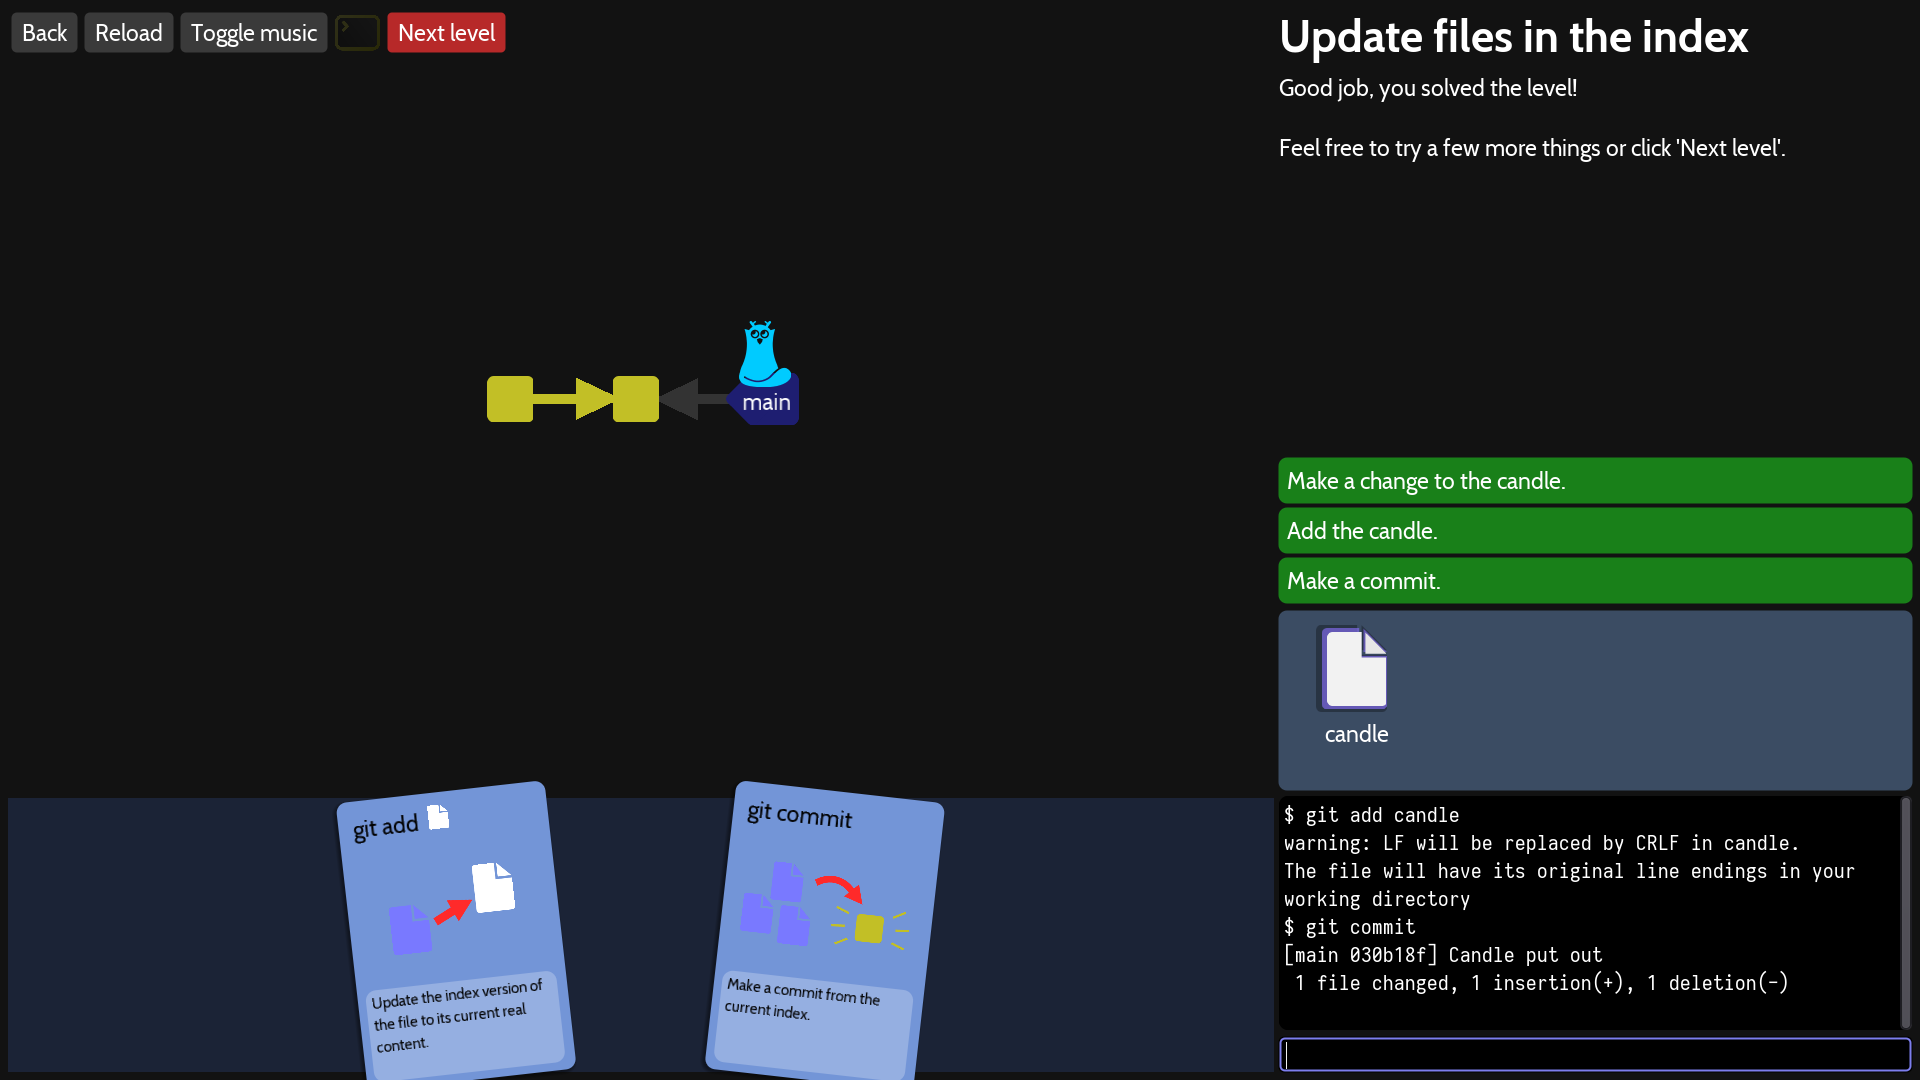 Back
Reload
Toggle music
Next level
Update files in the index
Good job, you solved the level!
Feel free to try a few more things or click 'Next level'.
main
Make a change to the candle.
Add the candle.
Make a commit.
candle
git add
Update the index version of
the file to its current real
content.
git commit
Make a commit from the
current index.
$ git add candle
warning: LF will be replaced by CRLF in candle.
The file will have its original line endings in your
working directory
$ git commit
[main 030b18f] Candle put out
1 file changed, 1 insertion(+), 1 deletion(-)